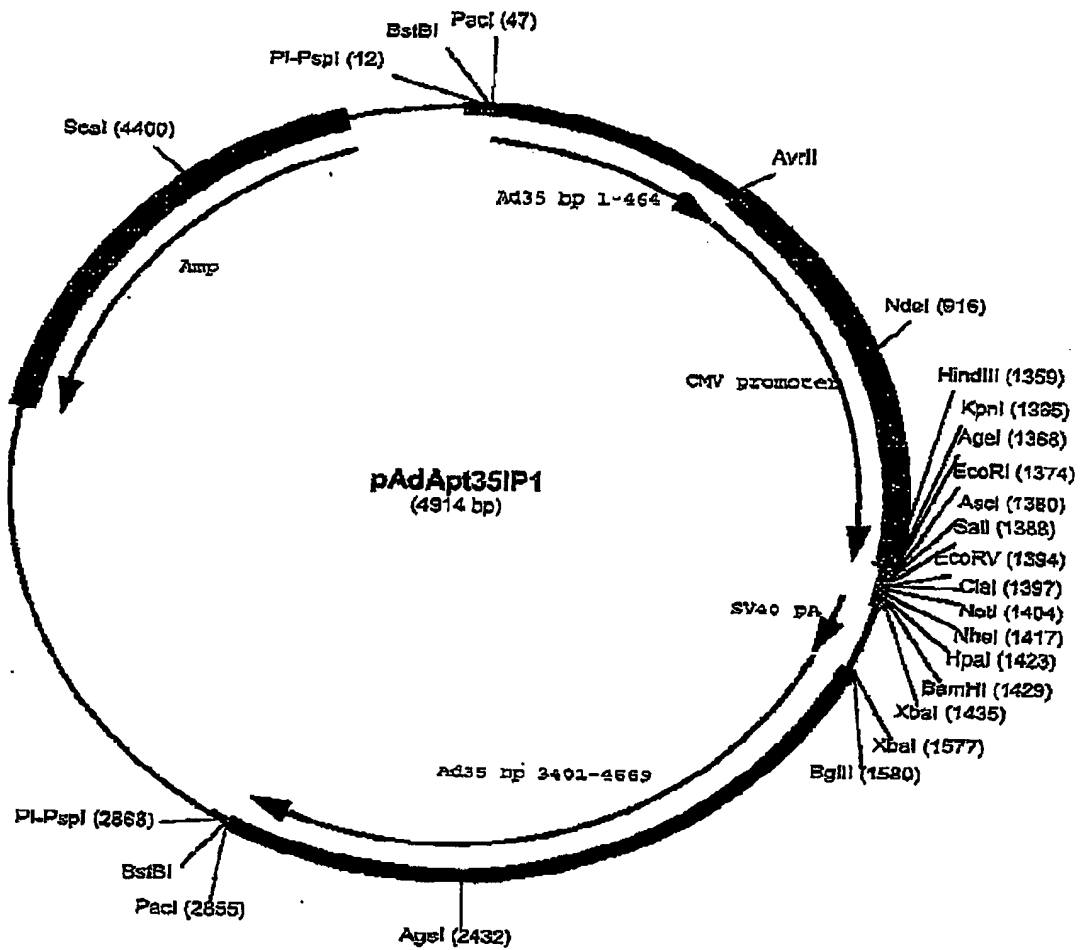 PacI (47)
BstBI
PI-PspI (12)
ScaI (4400)
AvrII
Ad35 bp 1-464
Amp
NdeI (916)
CMV promoter
HindIII (1359)
KpnI (1365)
AgeI (1368)
EcoRI (1374)
AscI (1380)
SalI (1388)
EcoRV (1394)
ClaI (1397)
NotI (1404)
NheI (1417)
HpaI (1423)
BamHI (1429)
XbaI (1435)
XbaI (1577)
BglII (1580)
pAdApt35IP1
(4914 bp)
SV40 pA
Ad35 bp 3401-4669
PI-PspI (2868)
BstBI
PacI (2855)
AgeI (2432)